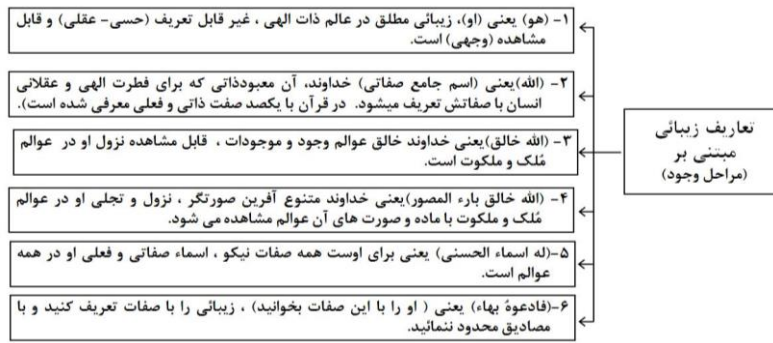 تعاریف زیبائی
مبتنی بر
(مراحل وجود)
۱- (هو) یعنی (او)، زیبائی مطلق در عالم ذات الهی ، غیر قابل تعریف (حسی- عقلی) و قابل
مشاهده (وجهی) است.
۲- (الله)یعنی (اسم جامع صفاتی) خداوند، آن معبودذاتی که برای فطرت الهی و عقلانی
انسان با صفاتش تعریف میشود. در قرآن با یکصد صفت ذاتی و فعلی معرفی شده است).
۳- (الله خالق)یعنی خداوند خالق عوالم وجود و موجودات ، قابل مشاهده نزول او در عوالم
مُلک و ملکوت است.
۴- (الله خالق بارء المصور)یعنی خداوند متنوع آفرین صورتگر ، نزول و تجلی او در عوالم
مُلک و ملکوت با ماده و صورت های آن عوالم مشاهده می شود.
۵-(له اسماء الحسنی) یعنی برای اوست همه صفات نیکو ، اسماء صفاتی و فعلی او در همه
عوالم است.
۶-(فادعوهُ بهاء) یعنی ( او را با این صفات بخوانید) ، زیبائی را با صفات تعریف کنید و با
مصادیق محدود ننمائید.